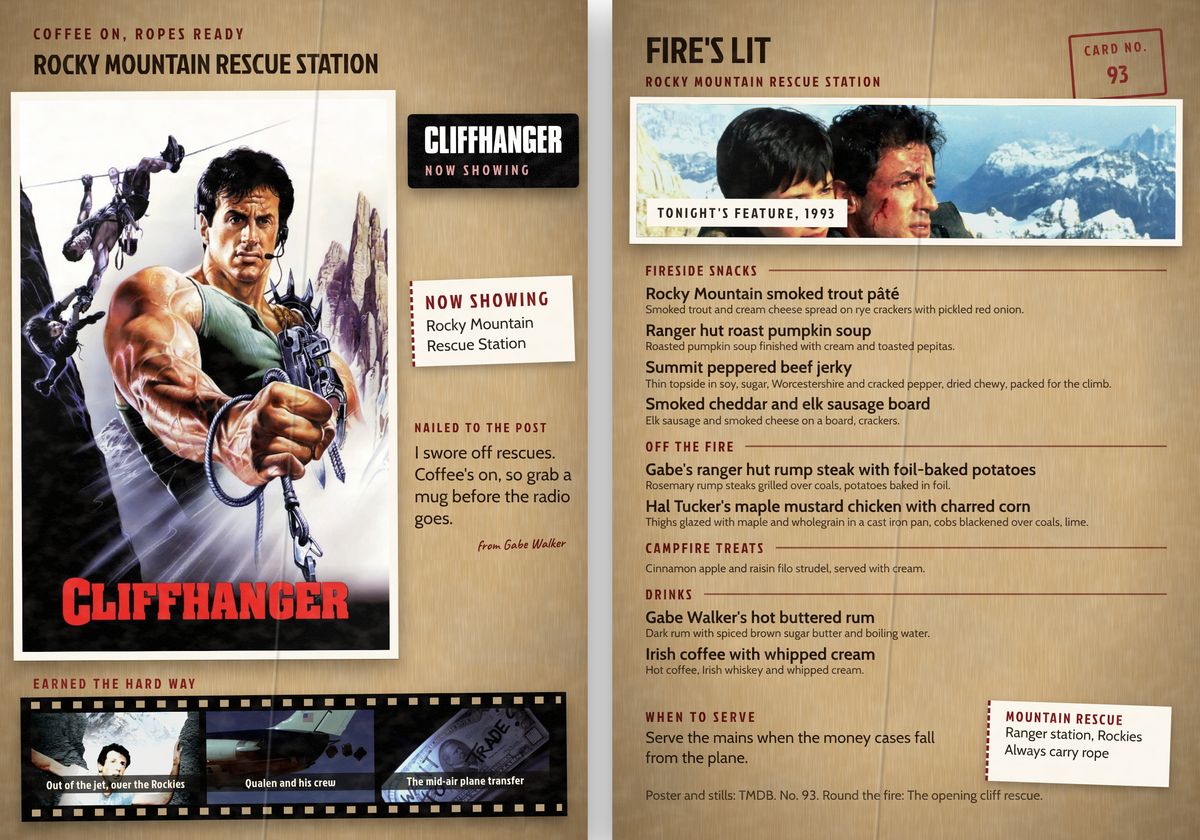 COFFEE ON, ROPES READY
ROCKY MOUNTAIN RESCUE STATION
CLIFFHANGER
CLIFFHANGER
NOW SHOWING
NOW SHOWING
Rocky Mountain
Rescue Station
NAILED TO THE POST
I swore off rescues.
Coffee's on, so grab a
mug before the radio
goes.
from Gabe Walker
EARNED THE HARD WAY
Out of the jet, over the Rockies
Qualen and his crew
TRADE?
The mid-air plane transfer
FIRE'S LIT
ROCKY MOUNTAIN RESCUE STATION
CARD NO.
93
TONIGHT'S FEATURE, 1993
FIRESIDE SNACKS
Rocky Mountain smoked trout pâté
Smoked trout and cream cheese spread on rye crackers with pickled red onion.
Ranger hut roast pumpkin soup
Roasted pumpkin soup finished with cream and toasted pepitas.
Summit peppered beef jerky
Thin topside in soy, sugar, Worcestershire and cracked pepper, dried chewy, packed for the climb.
Smoked cheddar and elk sausage board
Elk sausage and smoked cheese on a board, crackers.
OFF THE FIRE
Gabe's ranger hut rump steak with foil-baked potatoes
Rosemary rump steaks grilled over coals, potatoes baked in foil.
Hal Tucker's maple mustard chicken with charred corn
Thighs glazed with maple and wholegrain in a cast iron pan, cobs blackened over coals, lime.
CAMPFIRE TREATS
Cinnamon apple and raisin filo strudel, served with cream.
DRINKS
Gabe Walker's hot buttered rum
Dark rum with spiced brown sugar butter and boiling water.
Irish coffee with whipped cream
Hot coffee, Irish whiskey and whipped cream.
WHEN TO SERVE
Serve the mains when the money cases fall
from the plane.
MOUNTAIN RESCUE
Ranger station, Rockies
Always carry rope
Poster and stills: TMDB. No. 93. Round the fire: The opening cliff rescue.